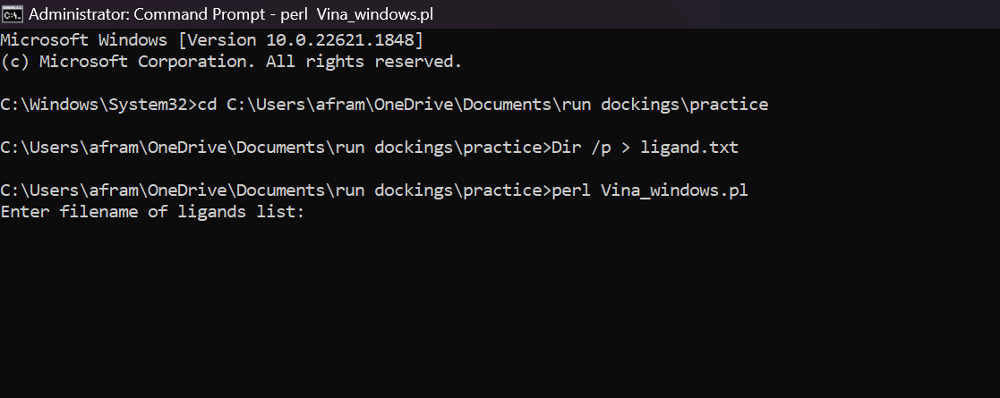 Administrator: Command Prompt - perl  Vina_windows.pl
Microsoft Windows [Version 10.0.22621.1848]
(c) Microsoft Corporation. All rights reserved.
C:\Windows\System32>cd C:\Users\afram\OneDrive\Documents\run dockings\practice
C:\Users\afram\OneDrive\Documents\run dockings\practice>Dir /p > ligand.txt
C:\Users\afram\OneDrive\Documents\run dockings\practice>perl Vina_windows.pl
Enter filename of ligands list: